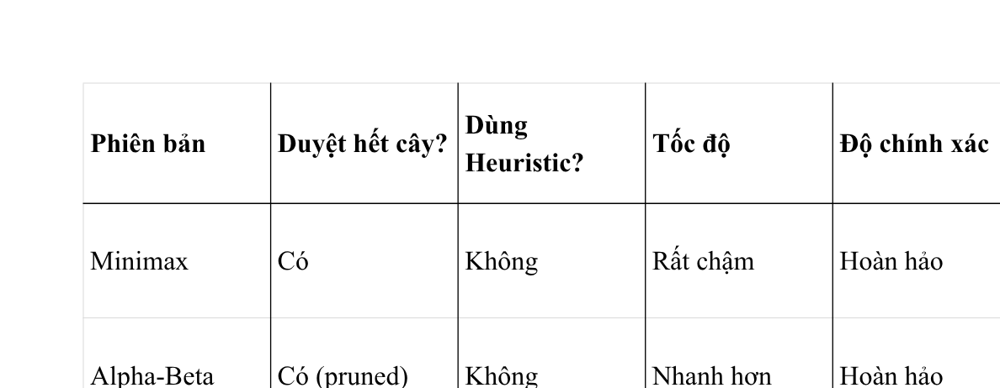 Phiên bản
Duyệt hết cây?
Dùng
Heuristic?
Tốc độ
Độ chính xác
Minimax
Có
Không
Rất chậm
Hoàn hảo
Alpha-Beta
Có (pruned)
Không
Nhanh hơn
Hoàn hảo